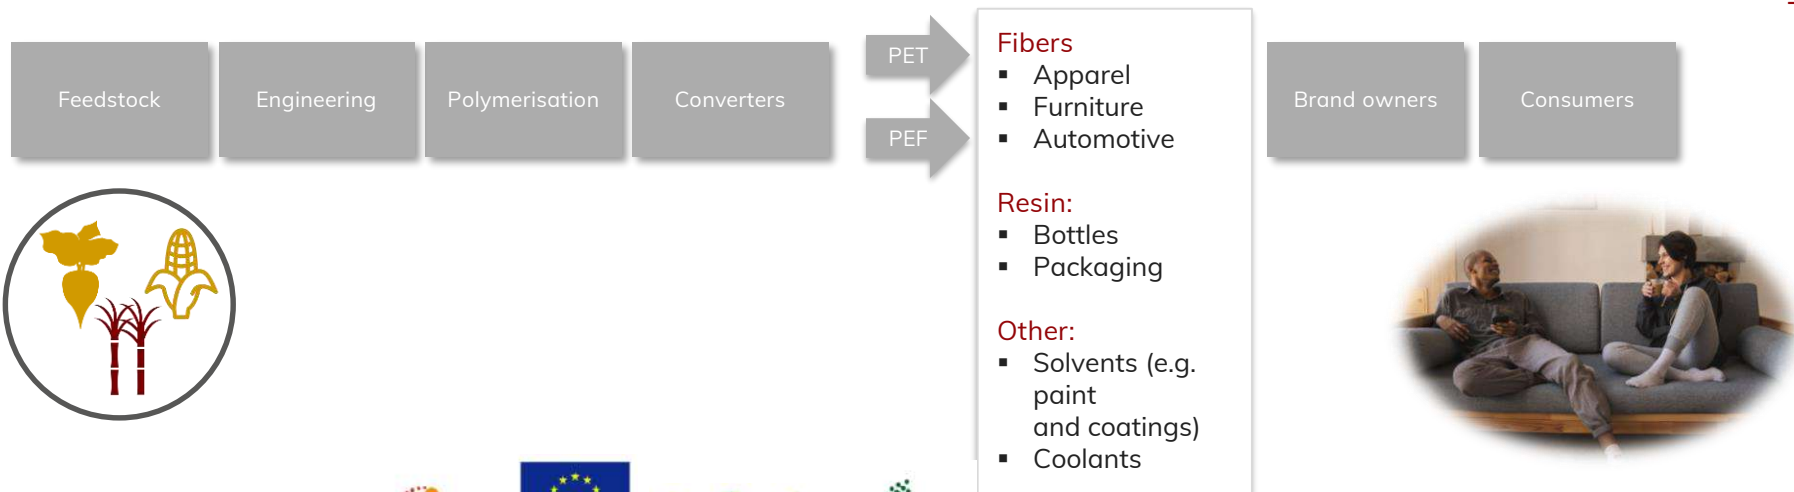 Feedstock
Engineering
Polymerisation
Converters
PET
PEF
Fibers
▪ Apparel
▪ Furniture
▪ Automotive
Resin:
▪ Bottles
▪ Packaging
Other:
▪ Solvents (e.g.
paint
and coatings)
▪ Coolants
Brand owners
Consumers